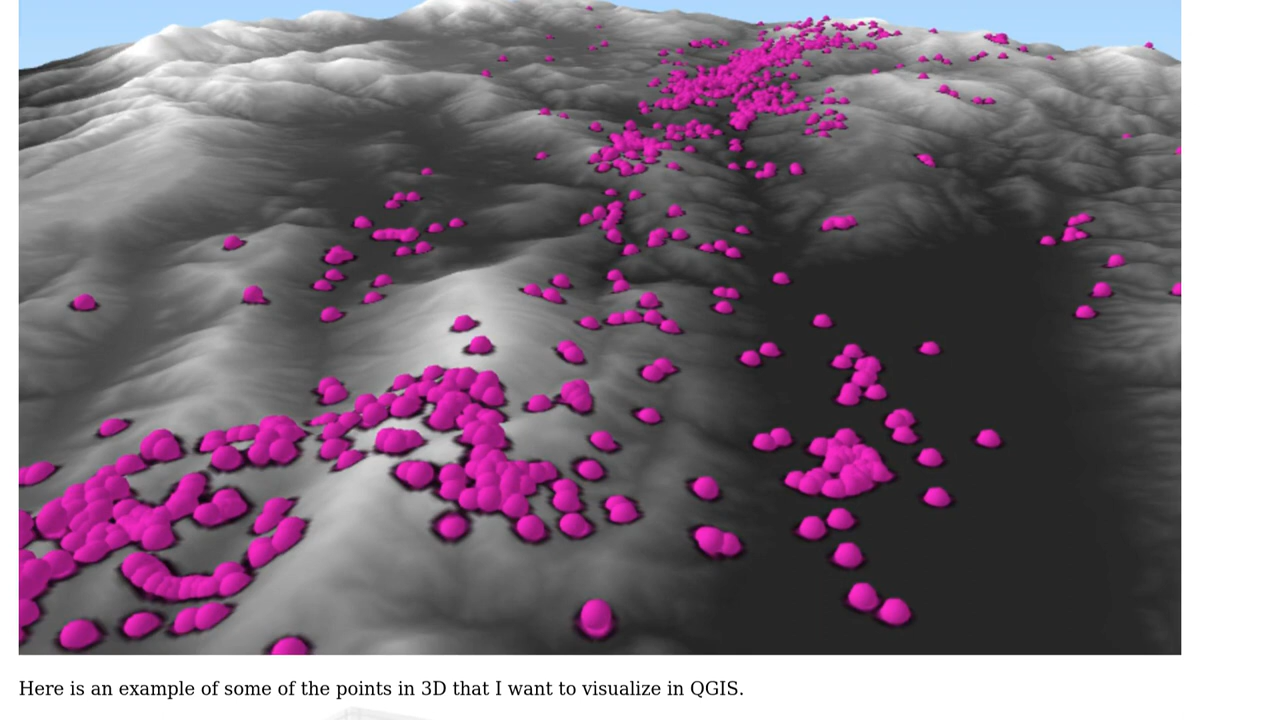 Here is an example of some of the points in 3D that I want to visualize in QGIS.